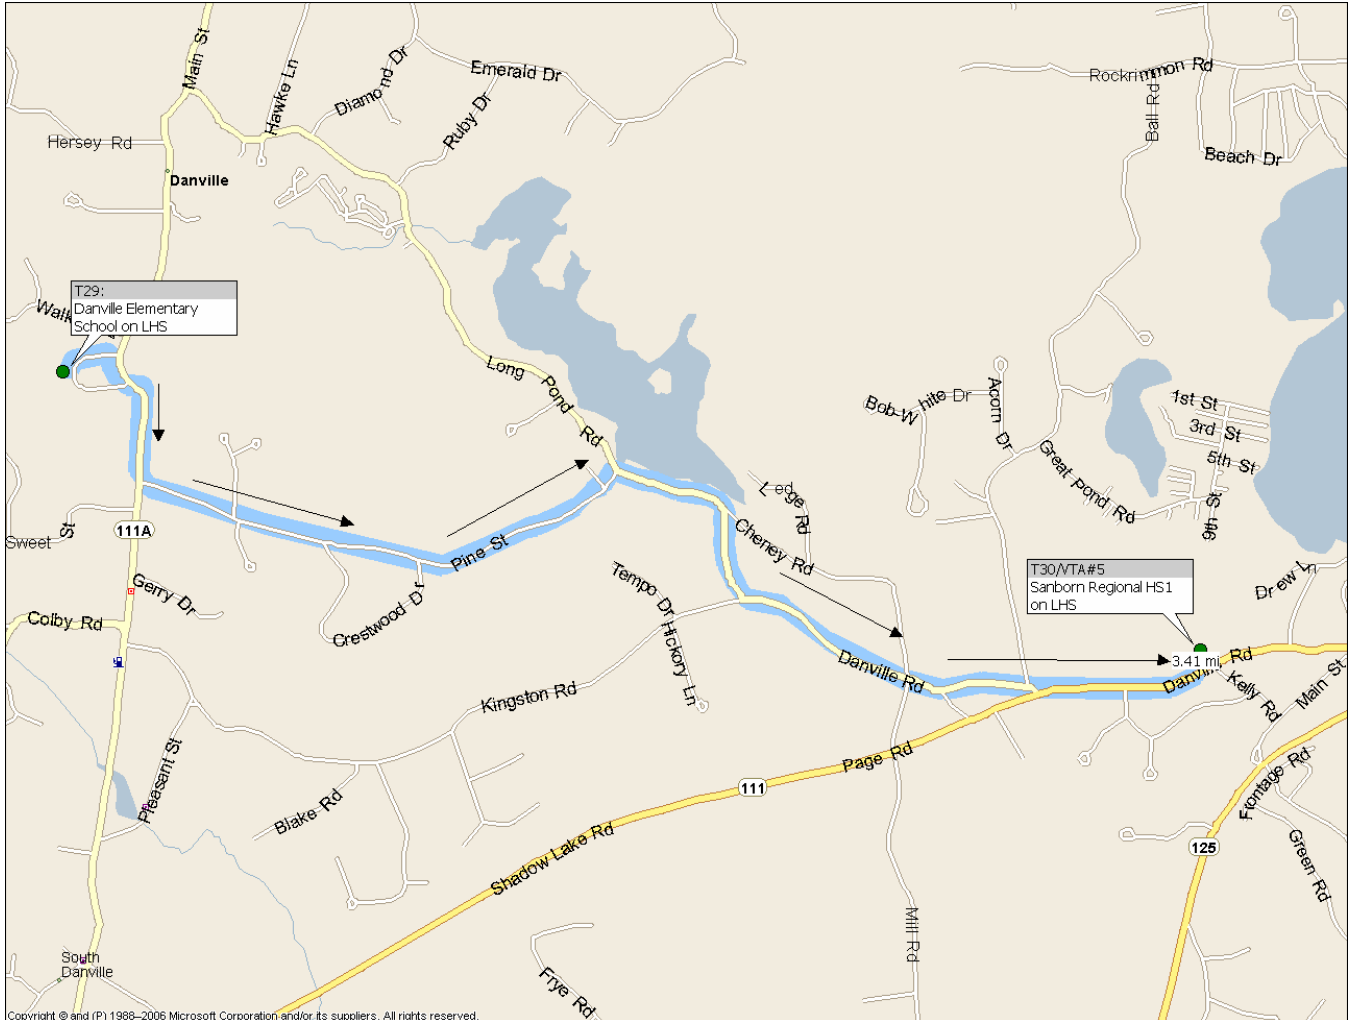 Main St
Hawke Ln
Diamond Dr
Emerald Dr
Ruby Dr
Rockrimmon Rd
Ball Rd
Beach Dr
Hersey Rd
Danville
T29:
Danville Elementary
School on LHS
Long Pond Rd
Bob-White Dr
Acorn Dr
1st St
3rd St
5th St
9th St
Great Pond Rd
Ledge Rd
Cheney Rd
Sweet St
111A
Pine St
Gerry Dr
Colby Rd
Crestwood Dr
Tempo Dr
Hickory Ln
T30/VTA#5
Sanborn Regional HS1
on LHS
Drew Ln
3.41 mi
Danville Rd
Kelly Rd
Main St
Danville Rd
Kingston Rd
Page Rd
111
Pleasant St
Blake Rd
Shadow Lake Rd
Frontage Rd
125
Green Rd
Mill Rd
South
Danville
Frye Rd
Copyright © and (P) 1988–2006 Microsoft Corporation and/or its suppliers. All rights reserved.